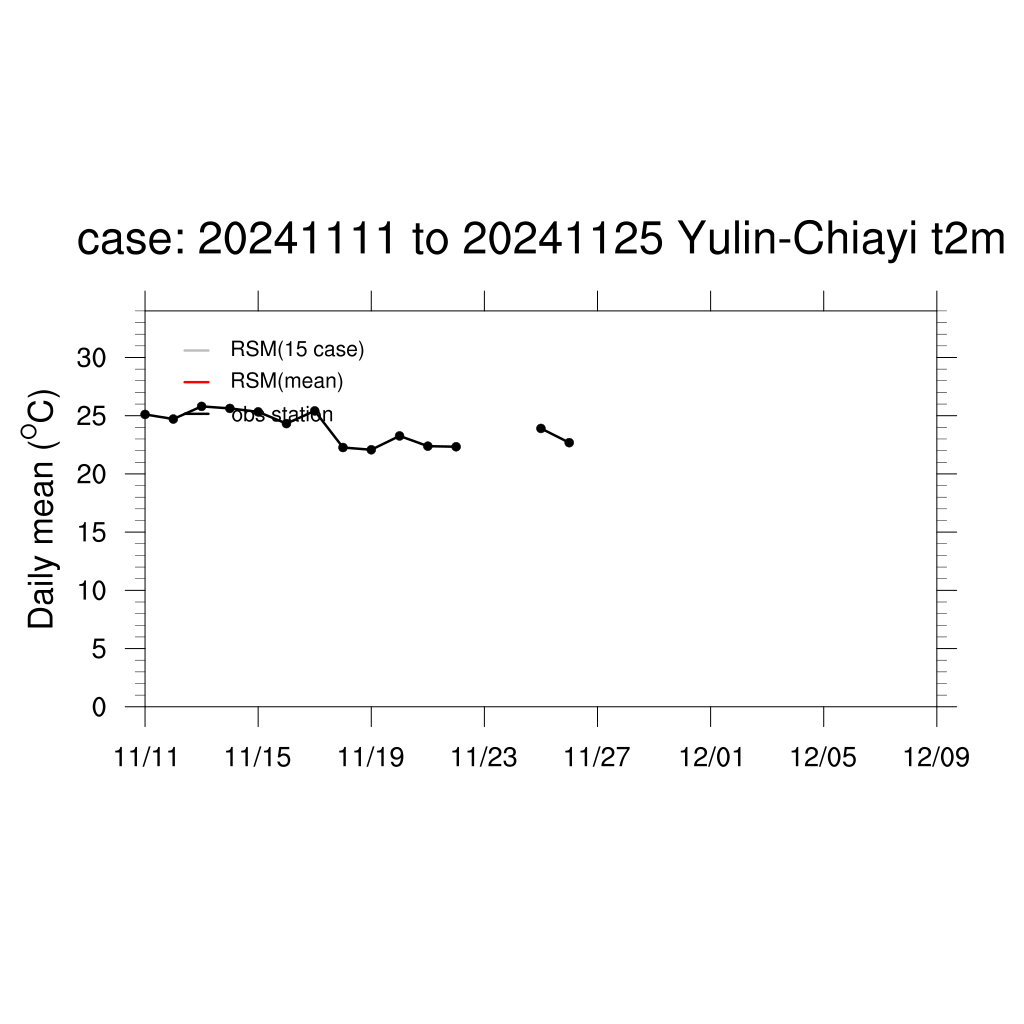 case: 20241111 to 20241125 Yulin-Chiayi t2m
RSM(15 case)
RSM(mean)
obs station
Daily mean (°C)
30
25
20
15
10
5
0
11/11 11/15 11/19 11/23 11/27 12/01 12/05 12/09